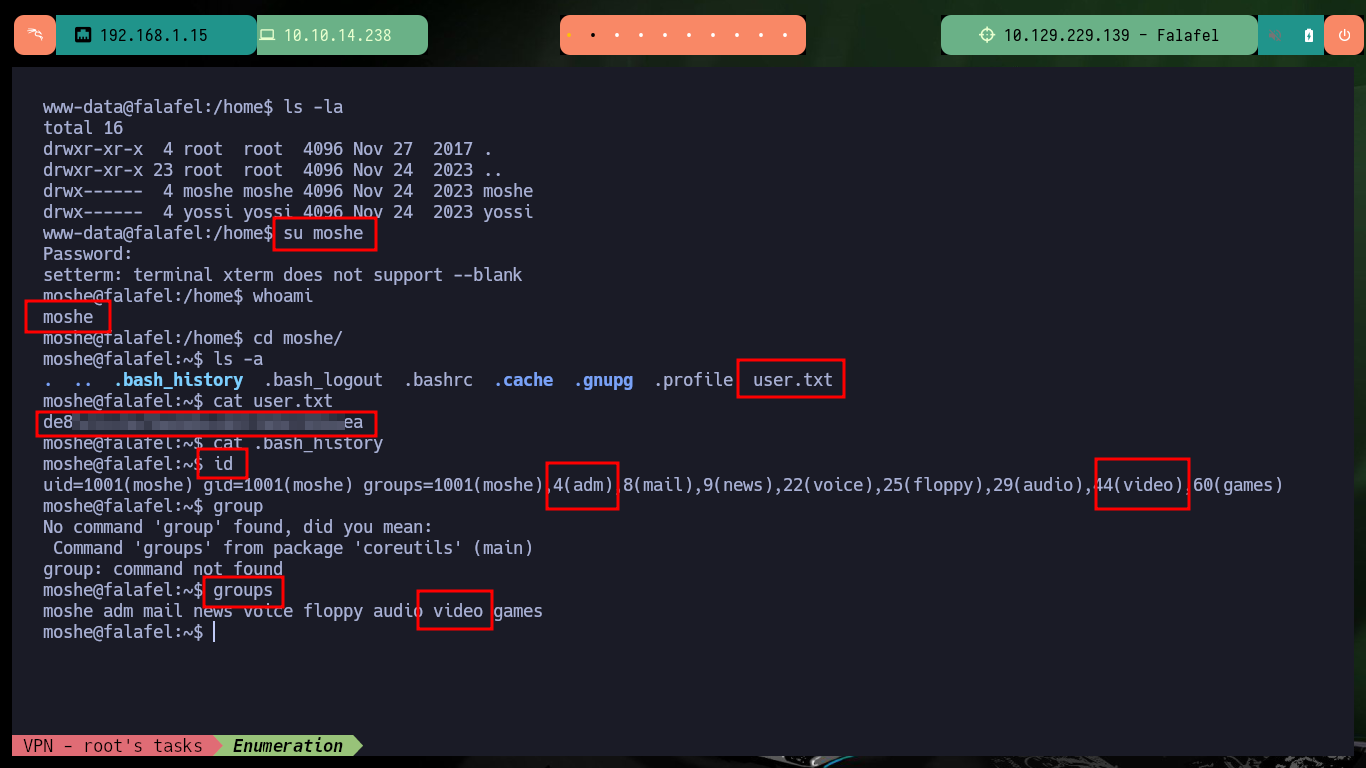 192.168.1.15 10.10.14.238 10.129.229.139 - Falafel
www-data@falafel:/home$ ls -la
total 16
drwxr-xr-x  4 root  root  4096 Nov 27  2017 .
drwxr-xr-x 23 root  root  4096 Nov 24  2023 ..
drwx------  4 moshe moshe 4096 Nov 24  2023 moshe
drwx------  4 yossi yossi 4096 Nov 24  2023 yossi
www-data@falafel:/home$ su moshe
Password:
setterm: terminal xterm does not support --blank
moshe@falafel:/home$ whoami
moshe
moshe@falafel:/home$ cd moshe/
moshe@falafel:~$ ls -a
.  ..  .bash_history  .bash_logout  .bashrc  .cache  .gnupg  .profile  user.txt
moshe@falafel:~$ cat user.txt
de8 ea
moshe@falafel:~$ cat .bash_history
moshe@falafel:~$ id
uid=1001(moshe) gid=1001(moshe) groups=1001(moshe),4(adm),8(mail),9(news),22(voice),25(floppy),29(audio),44(video),60(games)
moshe@falafel:~$ group
No command 'group' found, did you mean:
 Command 'groups' from package 'coreutils' (main)
group: command not found
moshe@falafel:~$ groups
moshe adm mail news voice floppy audio video games
moshe@falafel:~$
VPN - root's tasks Enumeration